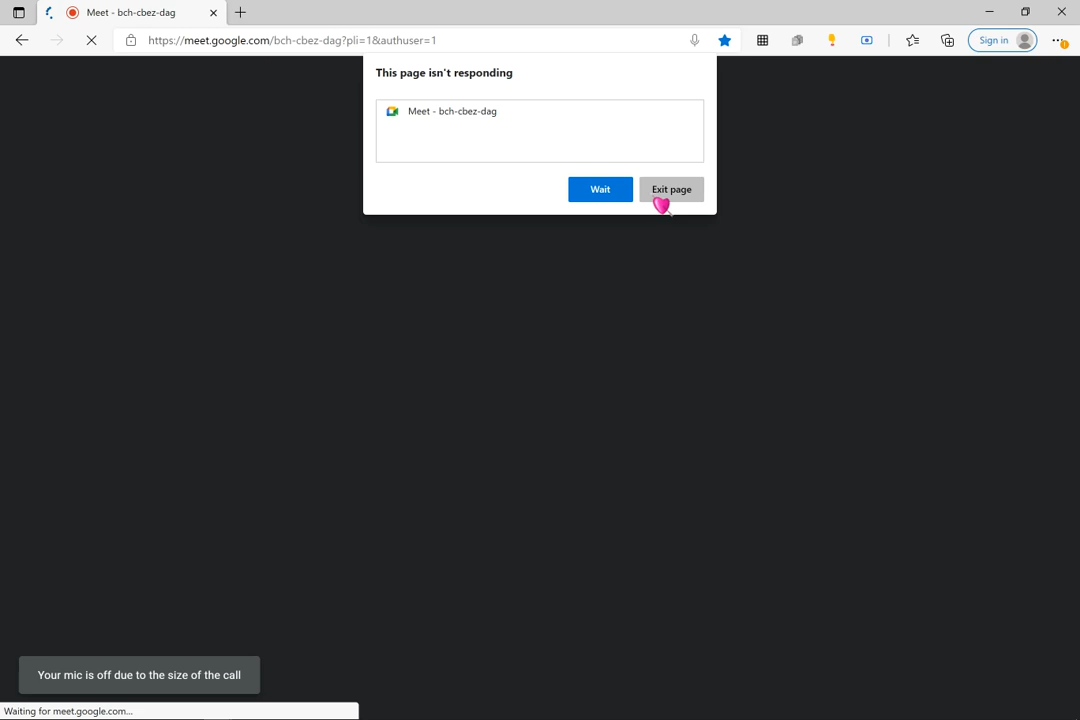 Meet - bch-cbez-dag
https://meet.google.com/bch-cbez-dag?pli=1&authuser=1
Sign in
This page isn't responding
Meet - bch-cbez-dag
Wait
Exit page
Your mic is off due to the size of the call
Waiting for meet.google.com...